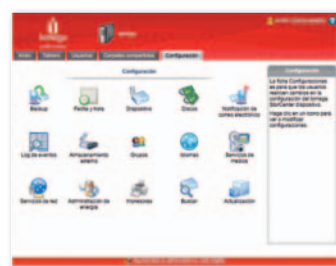 iomega
Inicio Tablero Usuarios Carpetas compartidas Configuración
Configuración
Backup
Fecha y hora
Dispositivo
Discos
Notificación de
correo electrónico
Log de eventos
Almacenamiento
externo
Grupos
Idiomas
Servicios de
medios
Servicios de red
Administración de
energía
Impresoras
Buscar
Actualización
Configuración
La ficha Configuraciones
es para que los usuarios
realicen cambios en la
configuración del Iomega
StorCenter dispositivo.
Haga clic en un icono para
ver y modificar
configuraciones.